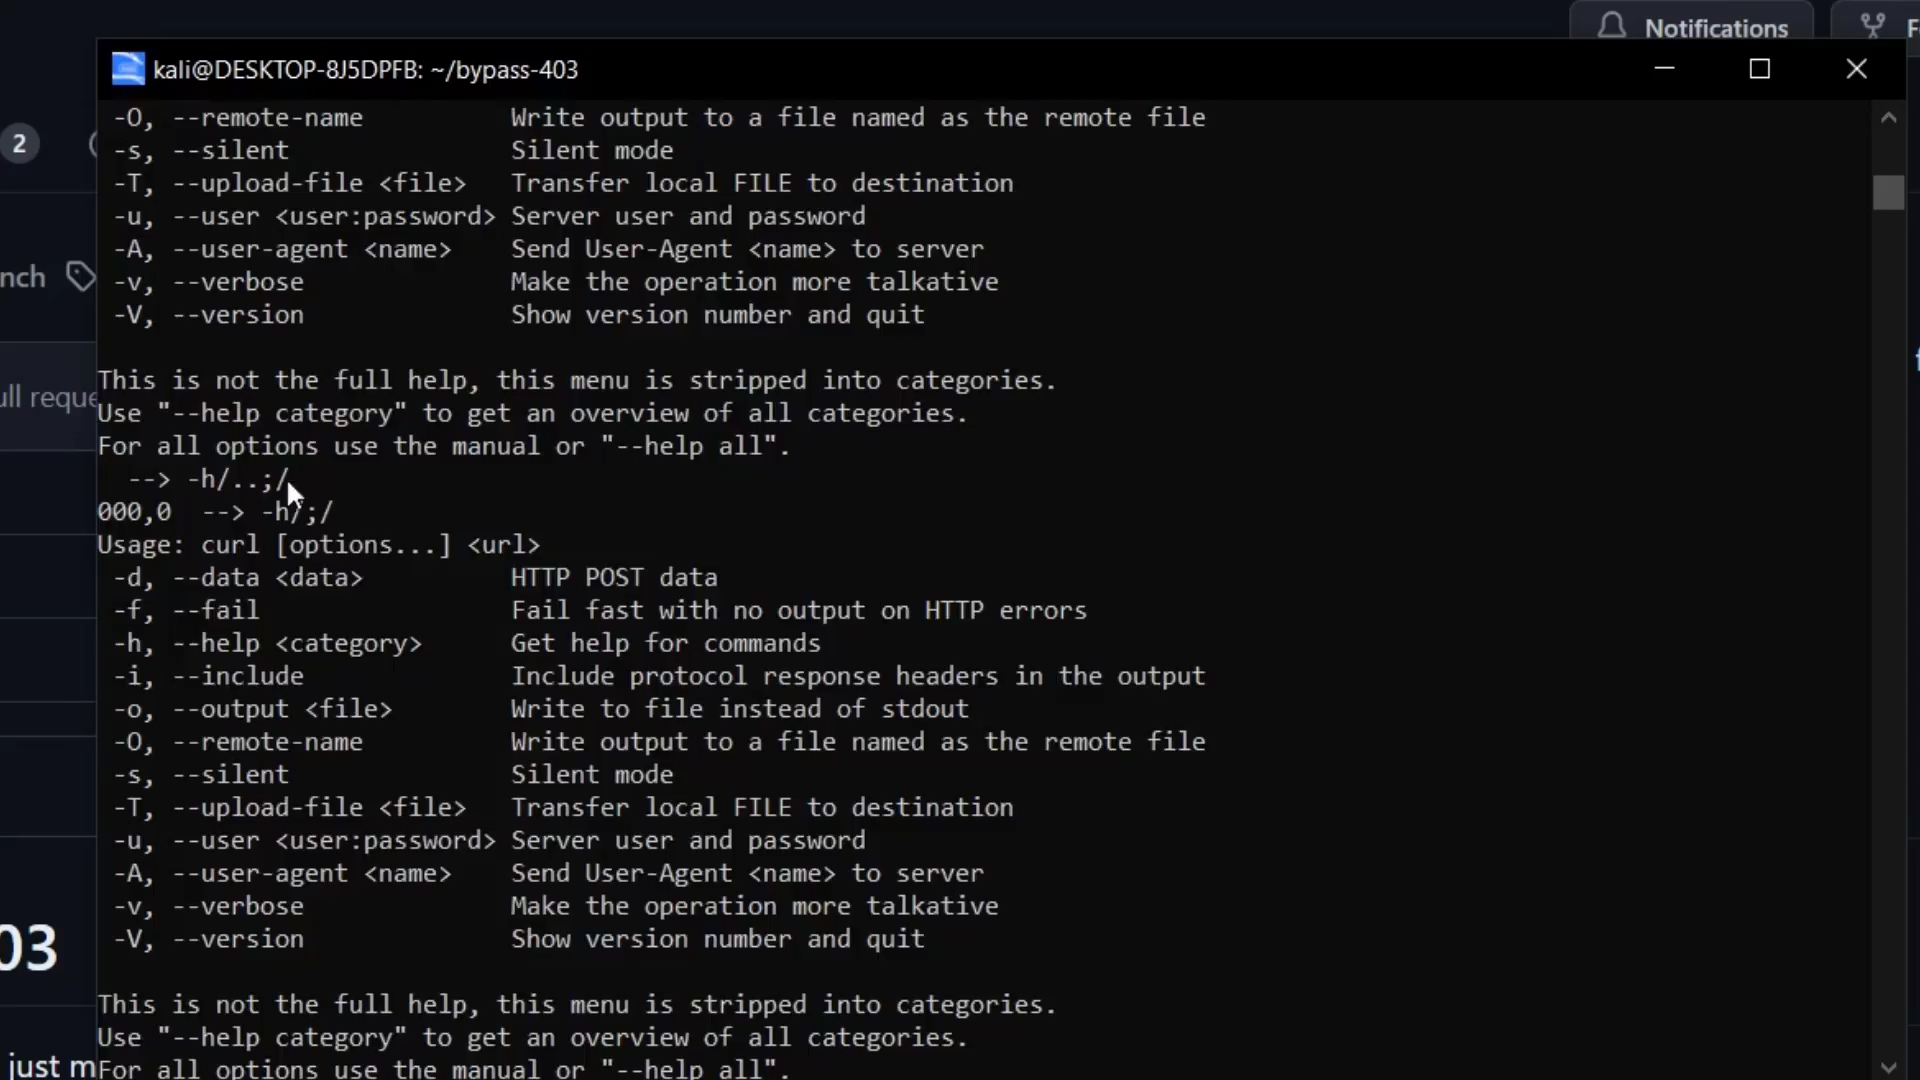 Notifications
kali@DESKTOP-8J5DPFB: ~/bypass-403
2
nch
ull reque
03
just m
-O, --remote-name Write output to a file named as the remote file
-s, --silent Silent mode
-T, --upload-file <file> Transfer local FILE to destination
-u, --user <user:password> Server user and password
-A, --user-agent <name> Send User-Agent <name> to server
-v, --verbose Make the operation more talkative
-V, --version Show version number and quit
This is not the full help, this menu is stripped into categories.
Use "--help category" to get an overview of all categories.
For all options use the manual or "--help all".
--> -h/..;/
000,0 --> -h/;/
Usage: curl [options...] <url>
-d, --data <data> HTTP POST data
-f, --fail Fail fast with no output on HTTP errors
-h, --help <category> Get help for commands
-i, --include Include protocol response headers in the output
-o, --output <file> Write to file instead of stdout
-O, --remote-name Write output to a file named as the remote file
-s, --silent Silent mode
-T, --upload-file <file> Transfer local FILE to destination
-u, --user <user:password> Server user and password
-A, --user-agent <name> Send User-Agent <name> to server
-v, --verbose Make the operation more talkative
-V, --version Show version number and quit
This is not the full help, this menu is stripped into categories.
Use "--help category" to get an overview of all categories.
For all options use the manual or "--help all".